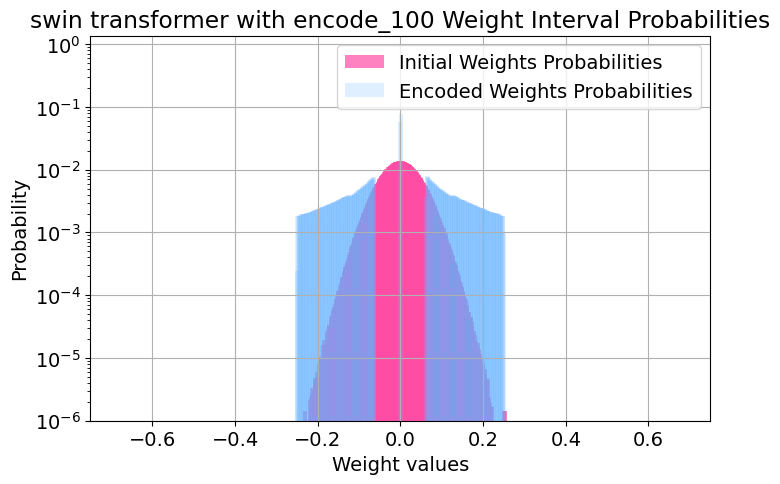 swin transformer with encode_100 Weight Interval Probabilities
Initial Weights Probabilities
Encoded Weights Probabilities
Probability
10⁰
10⁻¹
10⁻²
10⁻³
10⁻⁴
10⁻⁵
10⁻⁶
−0.6 −0.4 −0.2 0.0 0.2 0.4 0.6
Weight values